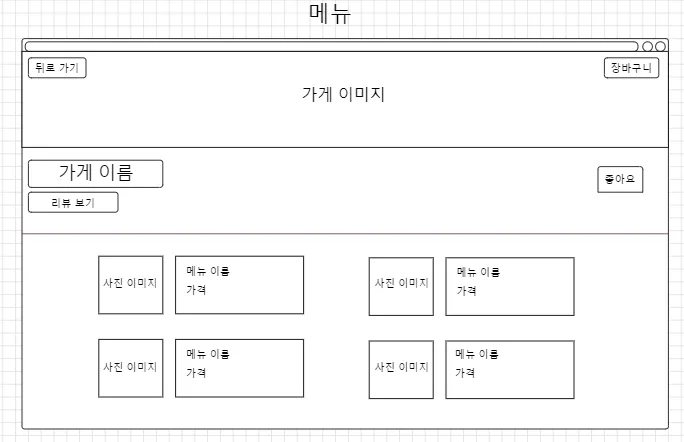 메뉴
뒤로 가기
장바구니
가게 이미지
가게 이름
좋아요
리뷰 보기
사진 이미지
메뉴 이름
가격
사진 이미지
메뉴 이름
가격
사진 이미지
메뉴 이름
가격
사진 이미지
메뉴 이름
가격